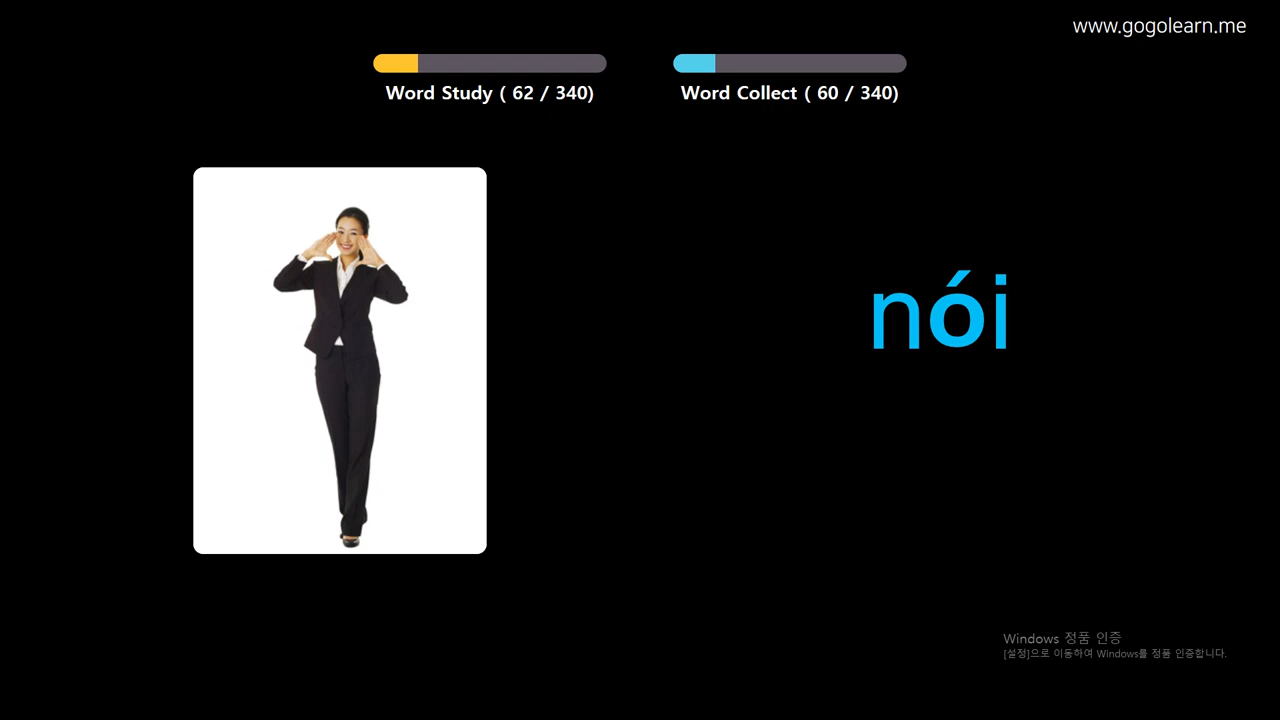 www.gogolearn.me
Word Study ( 62 / 340)
Word Collect ( 60 / 340)
nói
Windows 정품 인증
[설정]으로 이동하여 Windows를 정품 인증합니다.